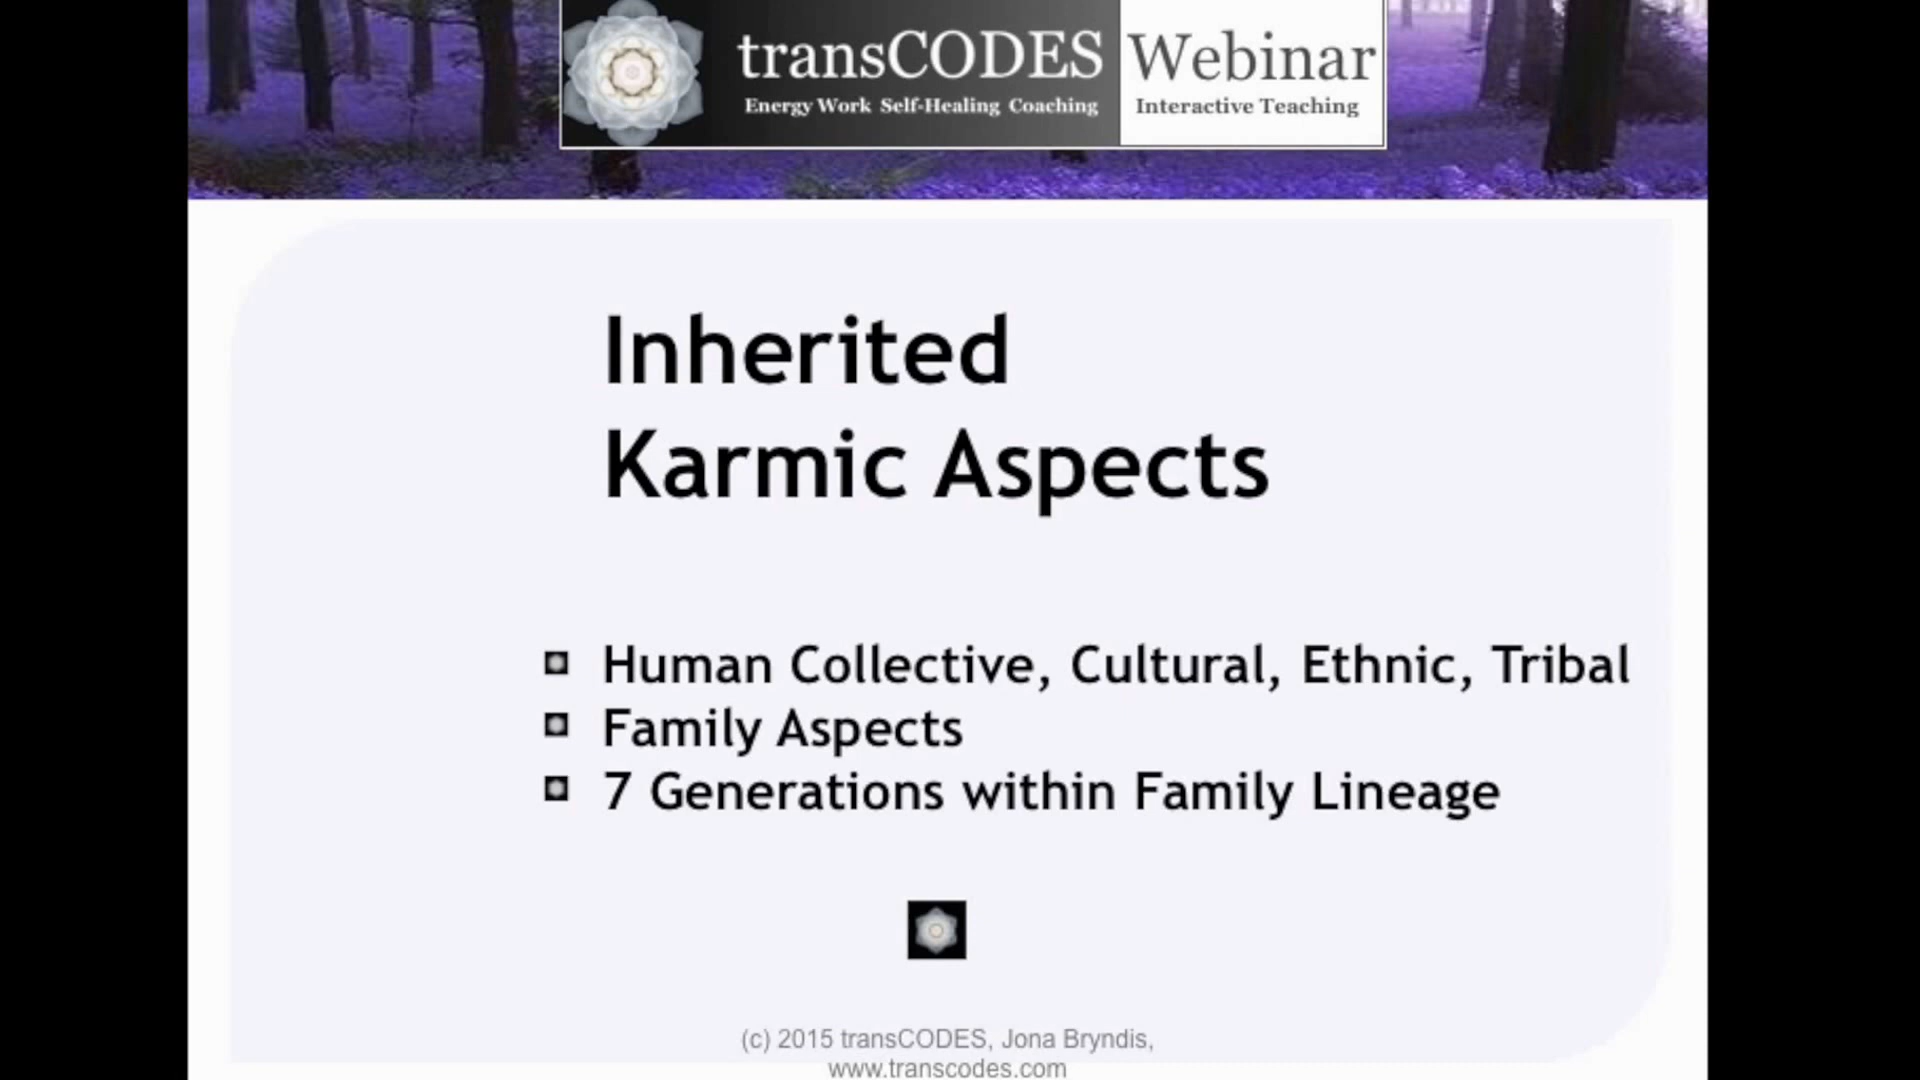 transCODES
Energy Work Self-Healing Coaching
Webinar
Interactive Teaching
Inherited
Karmic Aspects
Human Collective, Cultural, Ethnic, Tribal
Family Aspects
7 Generations within Family Lineage
(c) 2015 transCODES, Jona Bryndis,
www.transcodes.com